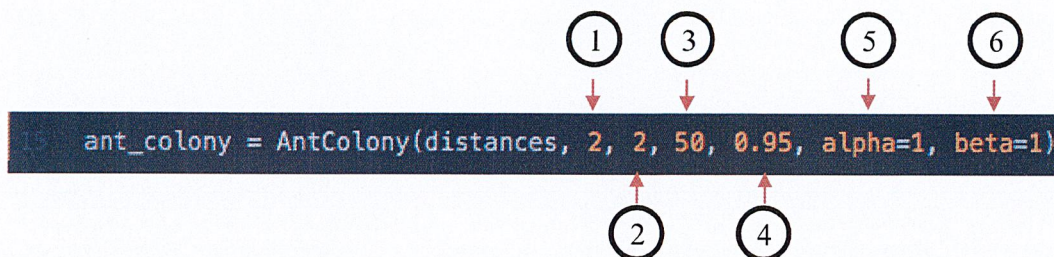 1 3 5 6
15 ant_colony = AntColony(distances, 2, 2, 50, 0.95, alpha=1, beta=1)
2 4